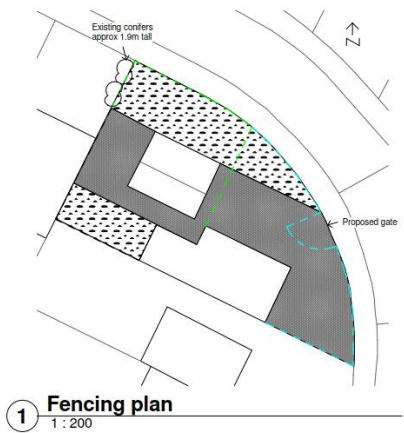 Existing conifers
approx 1.9m tall
N
Proposed gate
1
Fencing plan
1 : 200